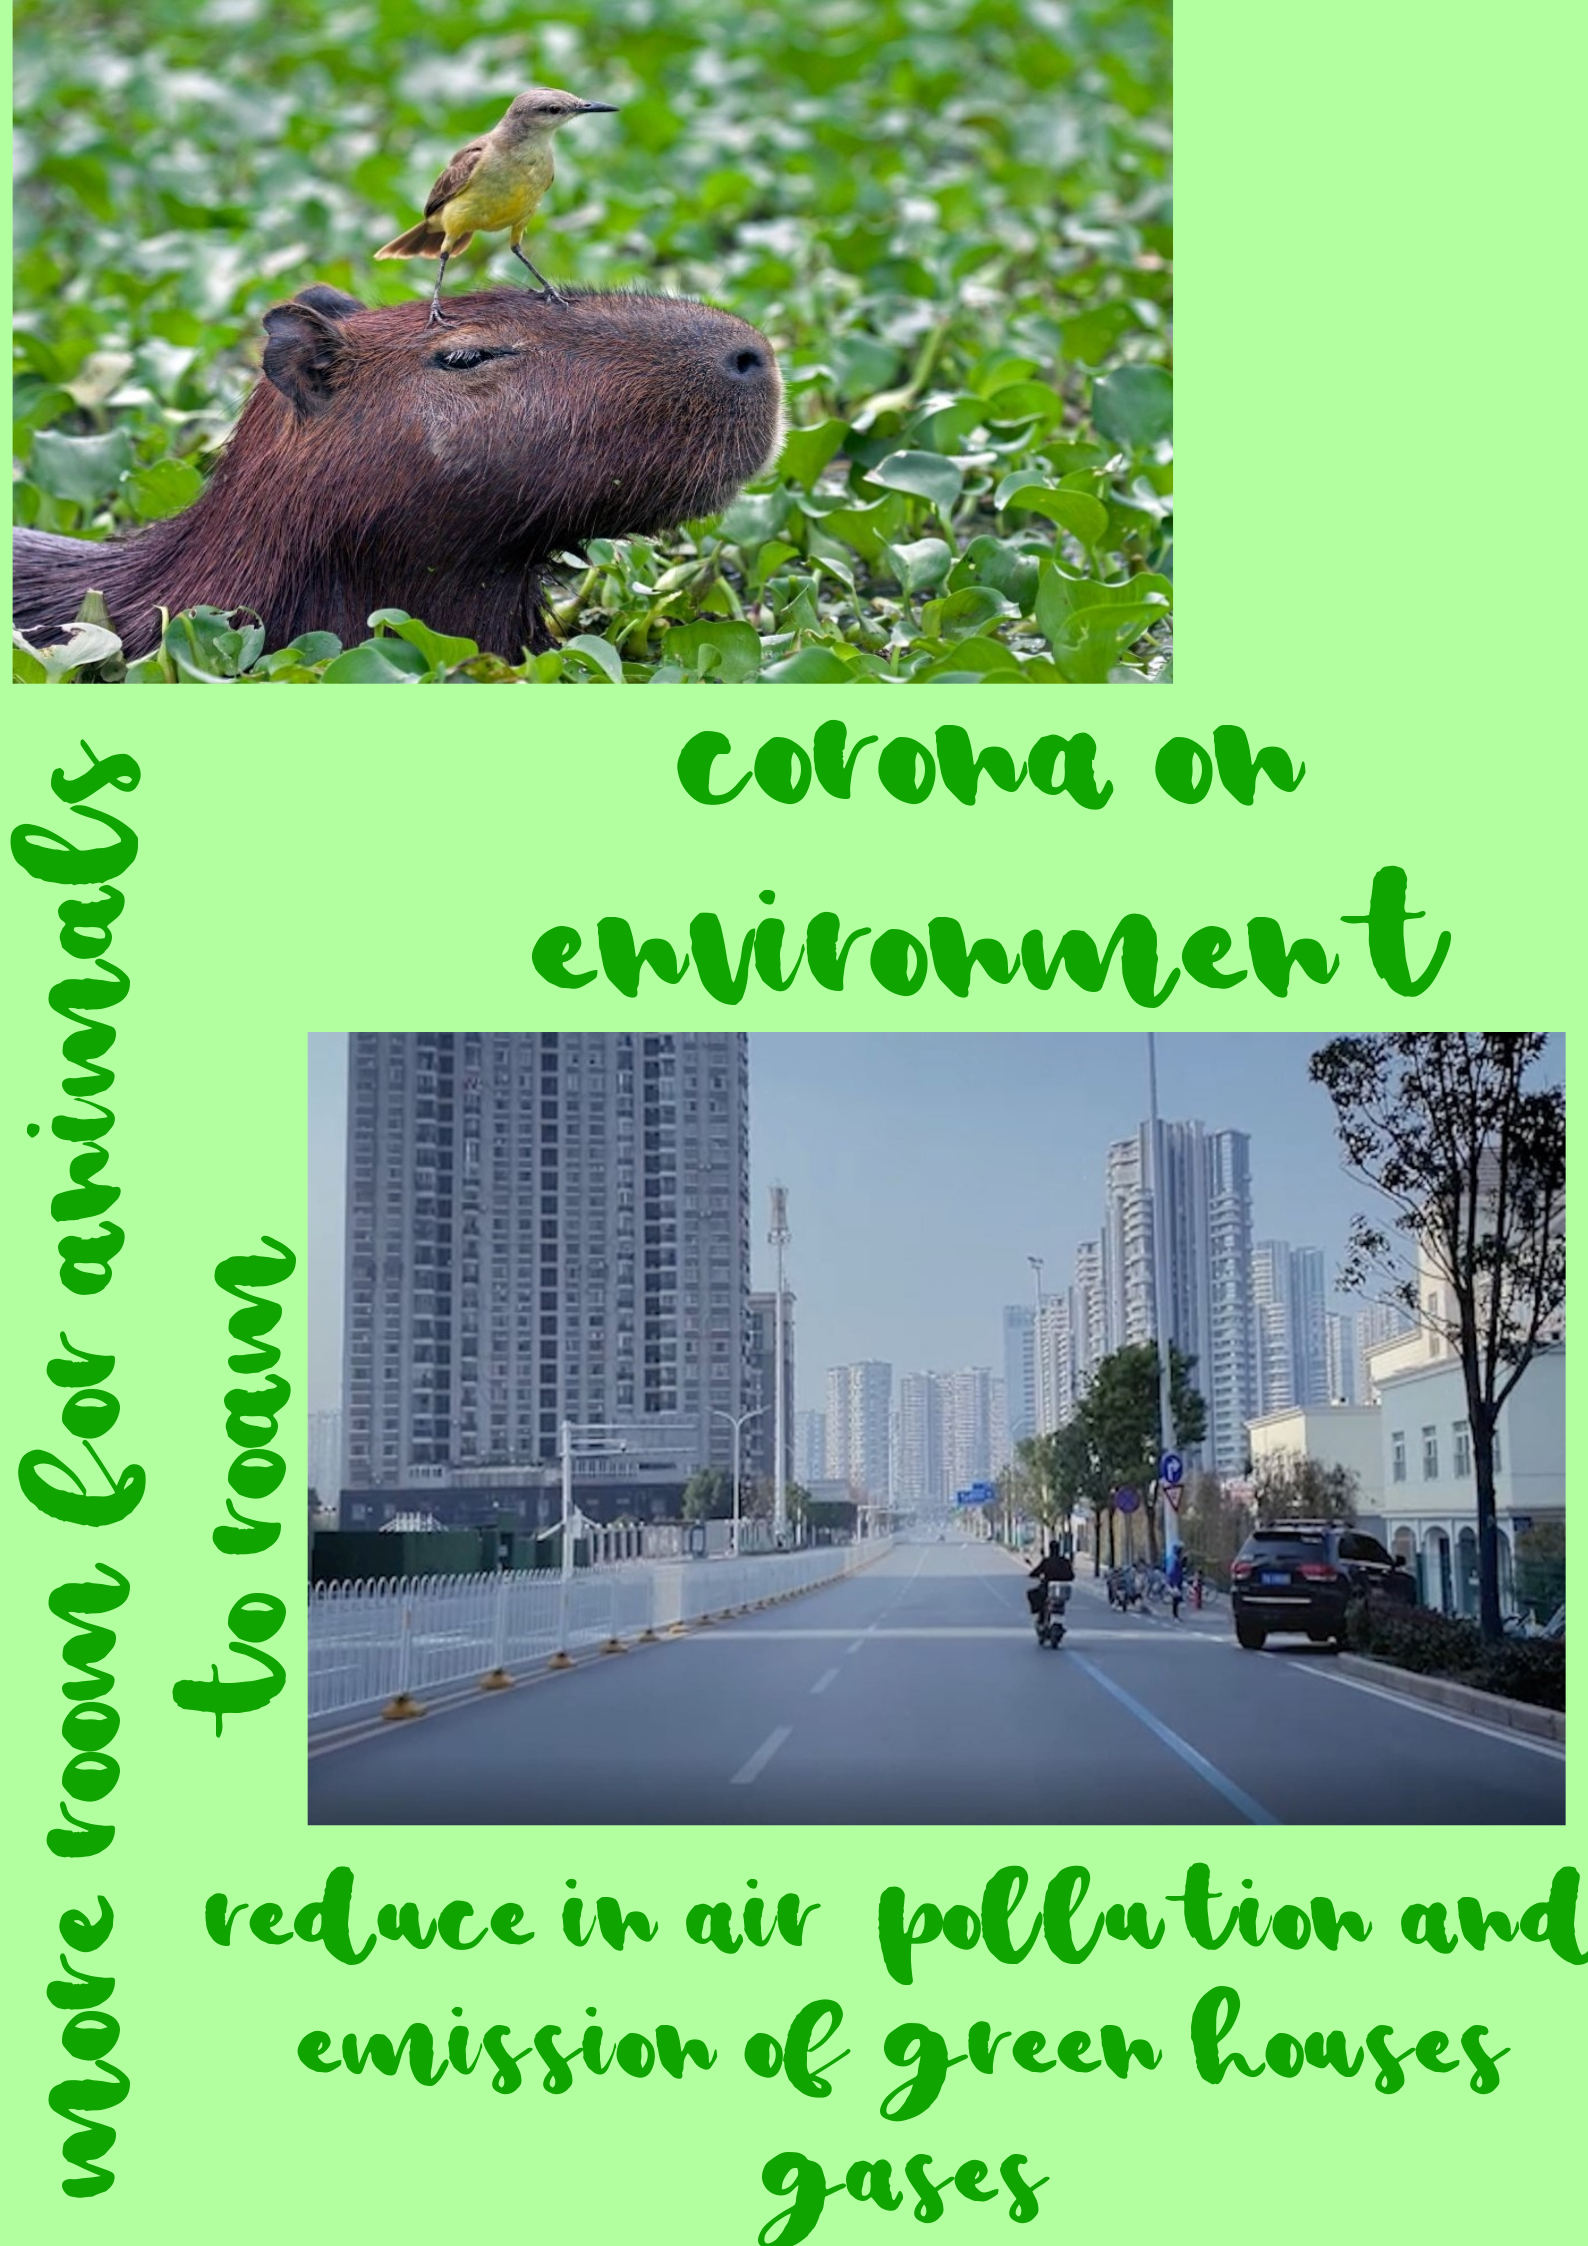 corona on
environment
more room for animals
to roam
reduce in air pollution and
emission of green houses
gases